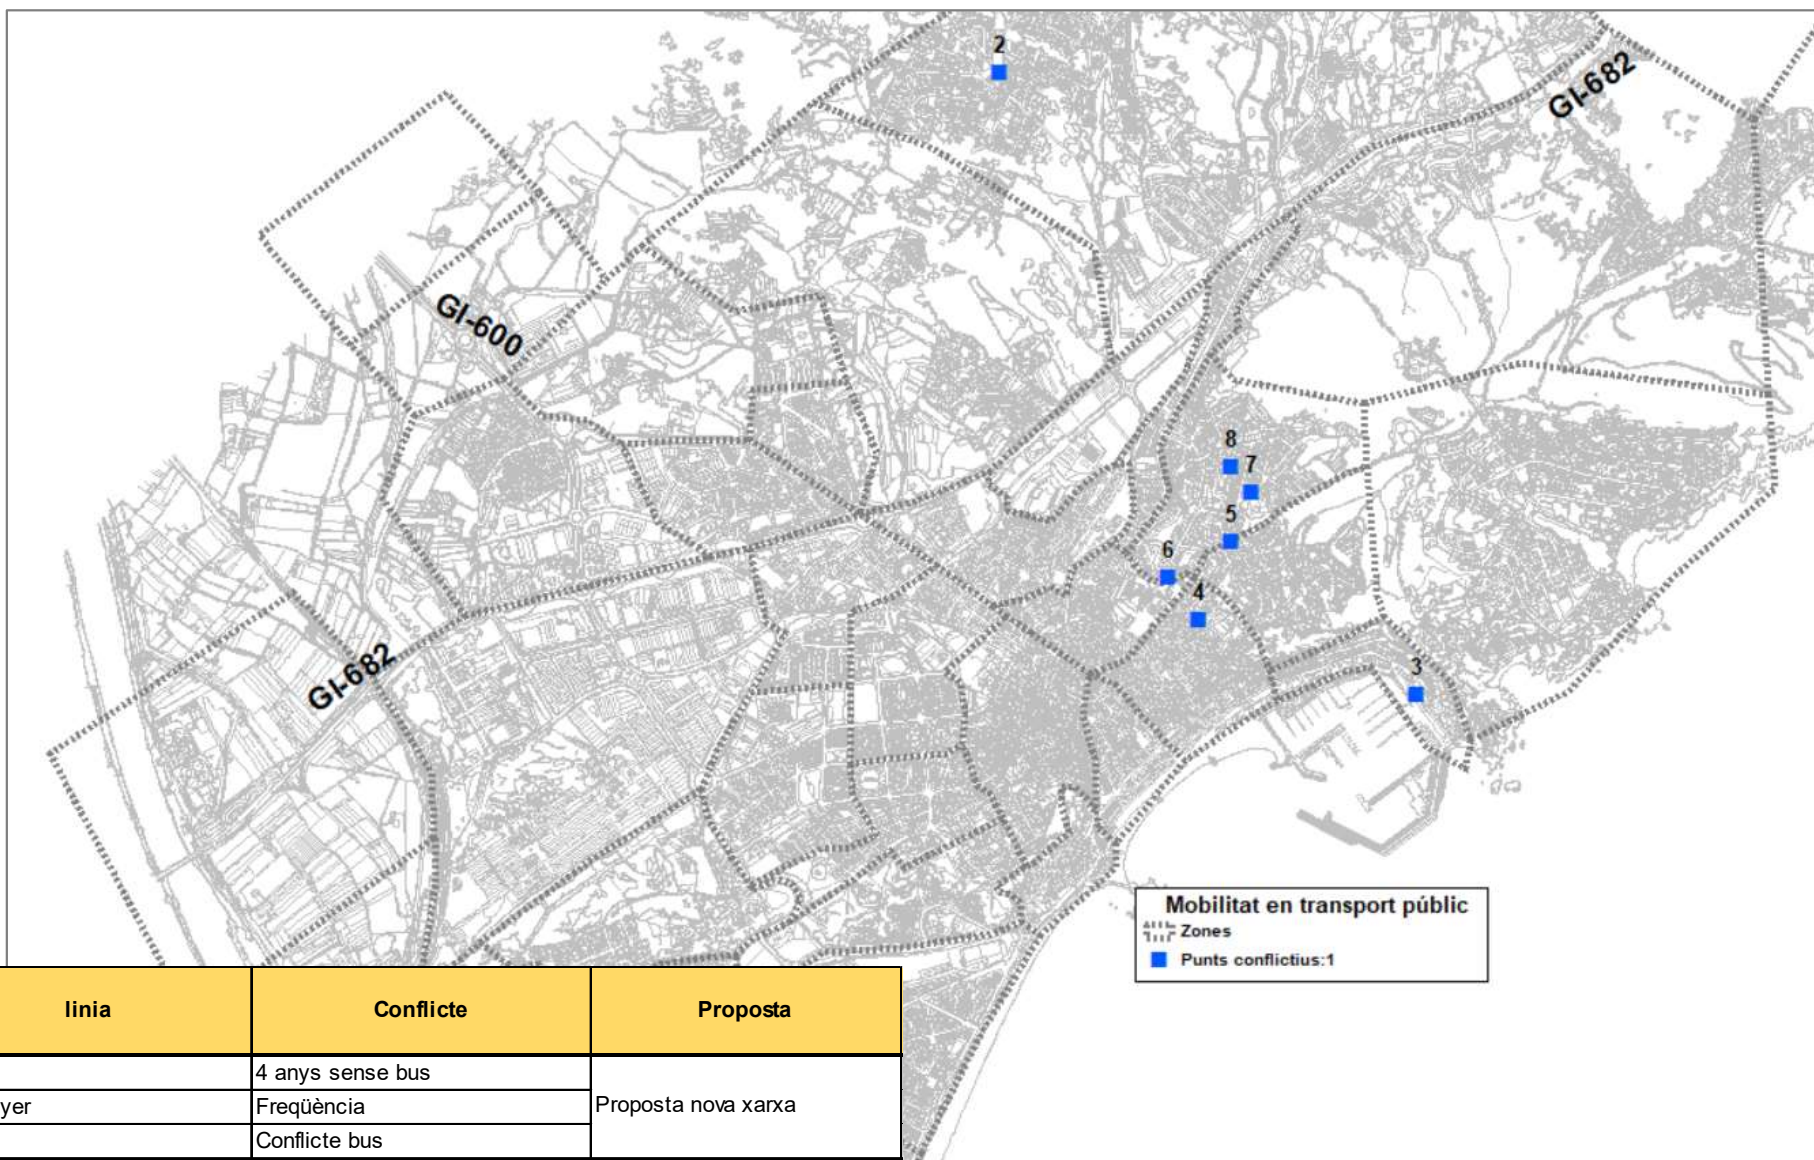 2
GI-682
GI-600
8
7
5
6
4
GI-682
3
Mobilitat en transport públic
Zones
Punts conflictius:1
linia Conflicte Proposta
4 anys sense bus
yer Freqüència Proposta nova xarxa
Conflicte bus